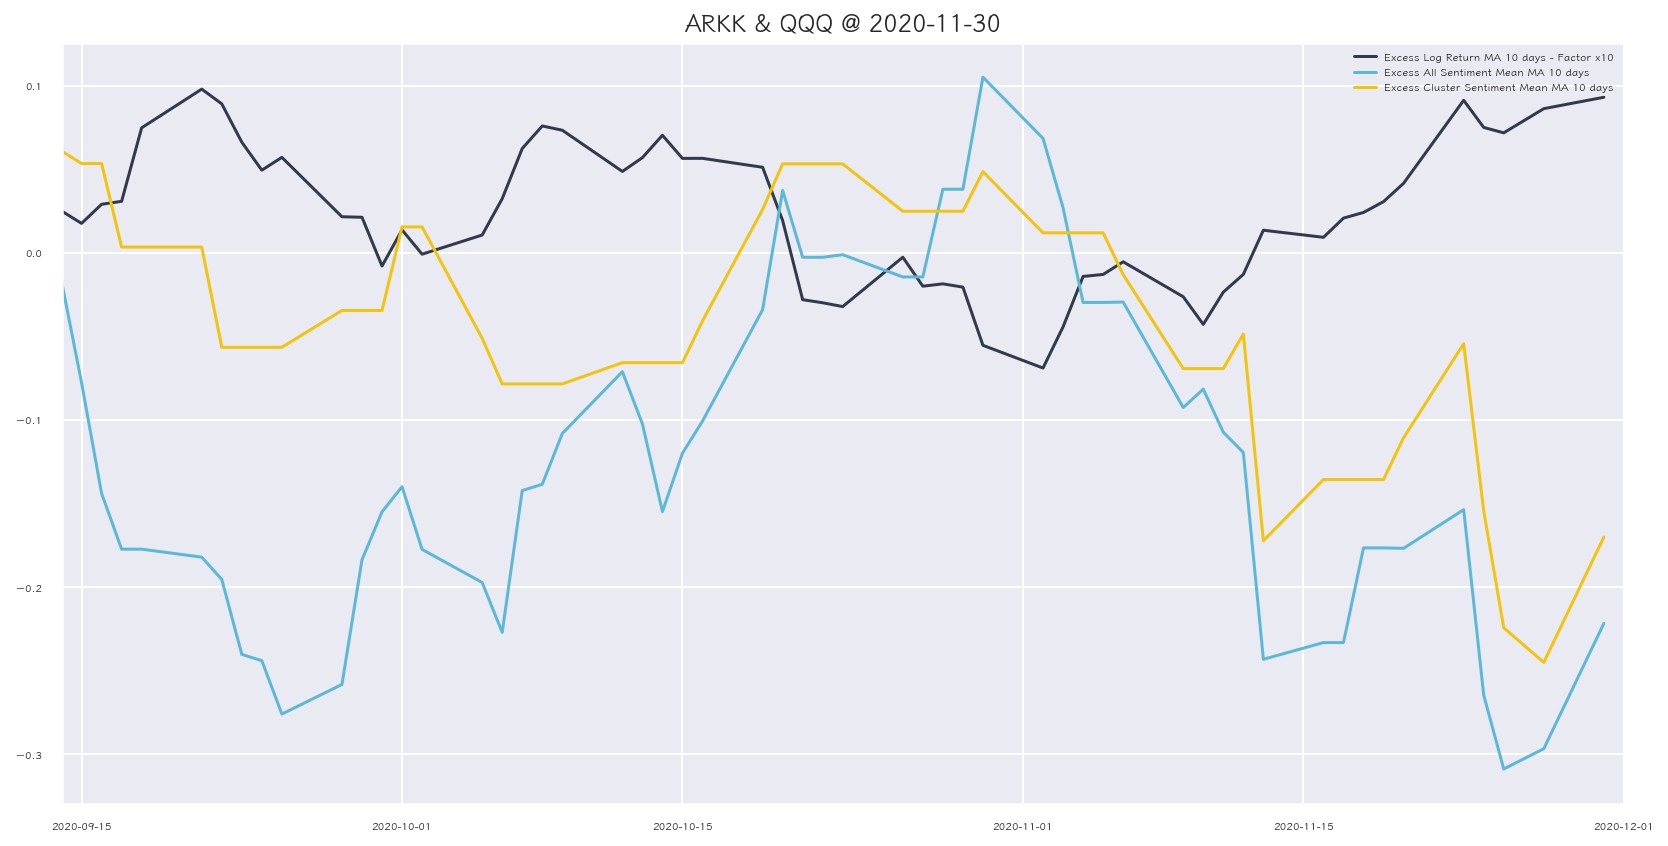 ARKK & QQQ @ 2020-11-30
Excess Log Return MA 10 days - Factor x10
Excess All Sentiment Mean MA 10 days
Excess Cluster Sentiment Mean MA 10 days
0.1
0.0
−0.1
−0.2
−0.3
2020-09-15 2020-10-01 2020-10-15 2020-11-01 2020-11-15 2020-12-01